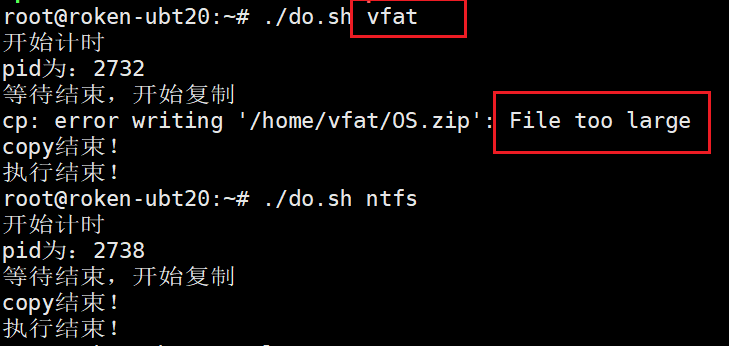 root@roken-ubt20:~# ./do.sh vfat
开始计时
pid为：2732
等待结束，开始复制
cp: error writing '/home/vfat/OS.zip': File too large
copy结束！
执行结束！
root@roken-ubt20:~# ./do.sh ntfs
开始计时
pid为：2738
等待结束，开始复制
copy结束！
执行结束！